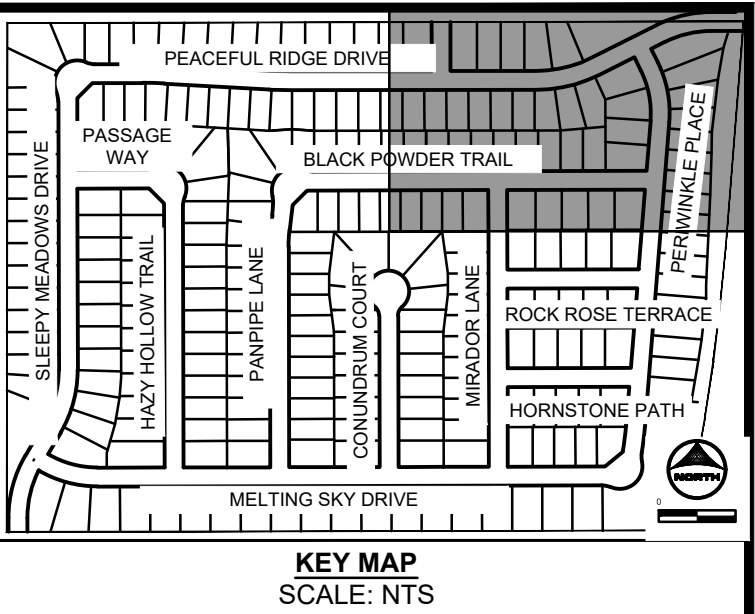 PEACEFUL RIDGE DRIVE
PASSAGE
WAY
BLACK POWDER TRAIL
PERIWINKLE PLACE
SLEEPY MEADOWS DRIVE
HAZY HOLLOW TRAIL
PANPIPE LANE
CONUNDRUM COURT
MIRADOR LANE
ROCK ROSE TERRACE
HORNSTONE PATH
NORTH
0
MELTING SKY DRIVE
KEY MAP
SCALE: NTS